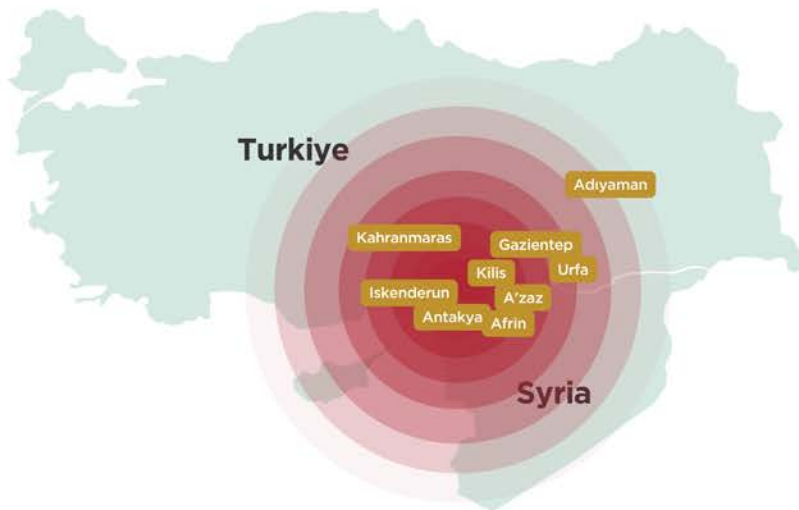 Turkiye
Adıyaman
Kahranmaras
Gazientep
Kilis
Urfa
Iskenderun
A'zaz
Antakya
Afrin
Syria